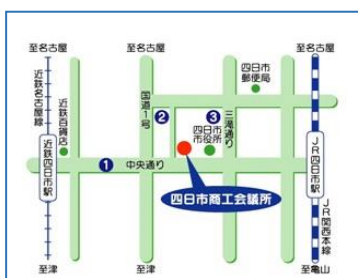 至名古屋
至名古屋
至名古屋
近鉄名古屋線
近鉄百貨店
国道1号
四日市郵便局
2
3
三滝通り
四日市市役所
近鉄四日市駅
1
中央通り
JR四日市駅
四日市商工会議所
JR関西本線
至津
至津
至亀山